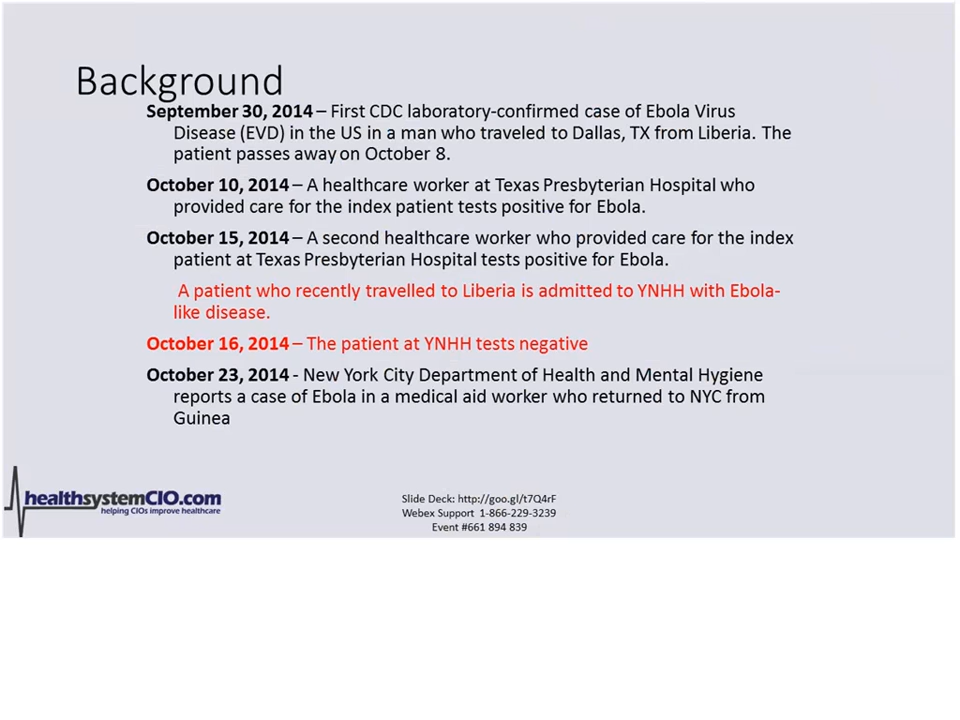 Background
September 30, 2014 – First CDC laboratory-confirmed case of Ebola Virus
Disease (EVD) in the US in a man who traveled to Dallas, TX from Liberia. The
patient passes away on October 8.
October 10, 2014 – A healthcare worker at Texas Presbyterian Hospital who
provided care for the index patient tests positive for Ebola.
October 15, 2014 – A second healthcare worker who provided care for the index
patient at Texas Presbyterian Hospital tests positive for Ebola.
A patient who recently travelled to Liberia is admitted to YNHH with Ebola-
like disease.
October 16, 2014 – The patient at YNHH tests negative
October 23, 2014 - New York City Department of Health and Mental Hygiene
reports a case of Ebola in a medical aid worker who returned to NYC from
Guinea
healthsystemCIO.com
helping CIOs improve healthcare
Slide Deck: http://goo.gl/t7Q4rF
Webex Support 1-866-229-3239
Event #661 894 839